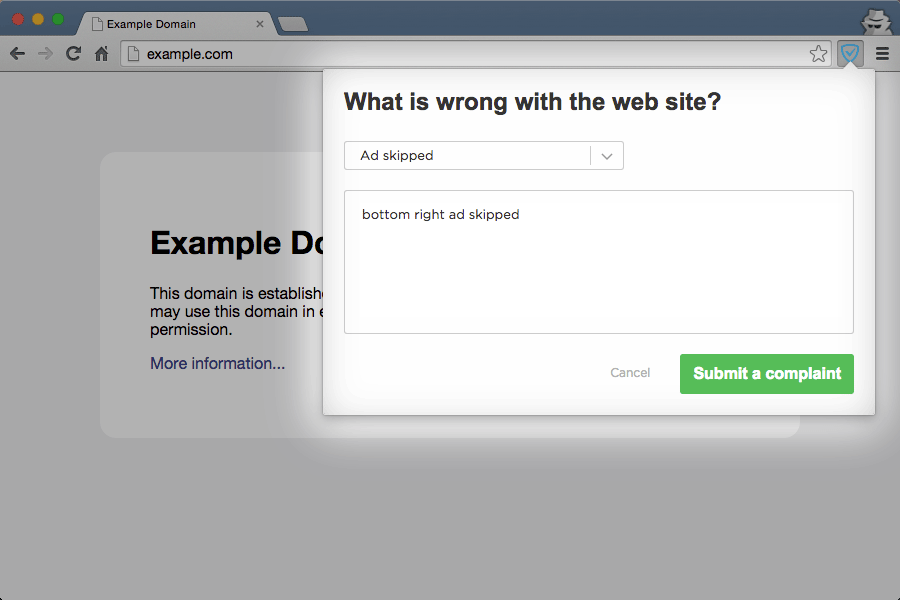 Example Domain
example.com
What is wrong with the web site?
Ad skipped
bottom right ad skipped
Example Do
This domain is establishe
may use this domain in e
permission.
More information...
Cancel
Submit a complaint